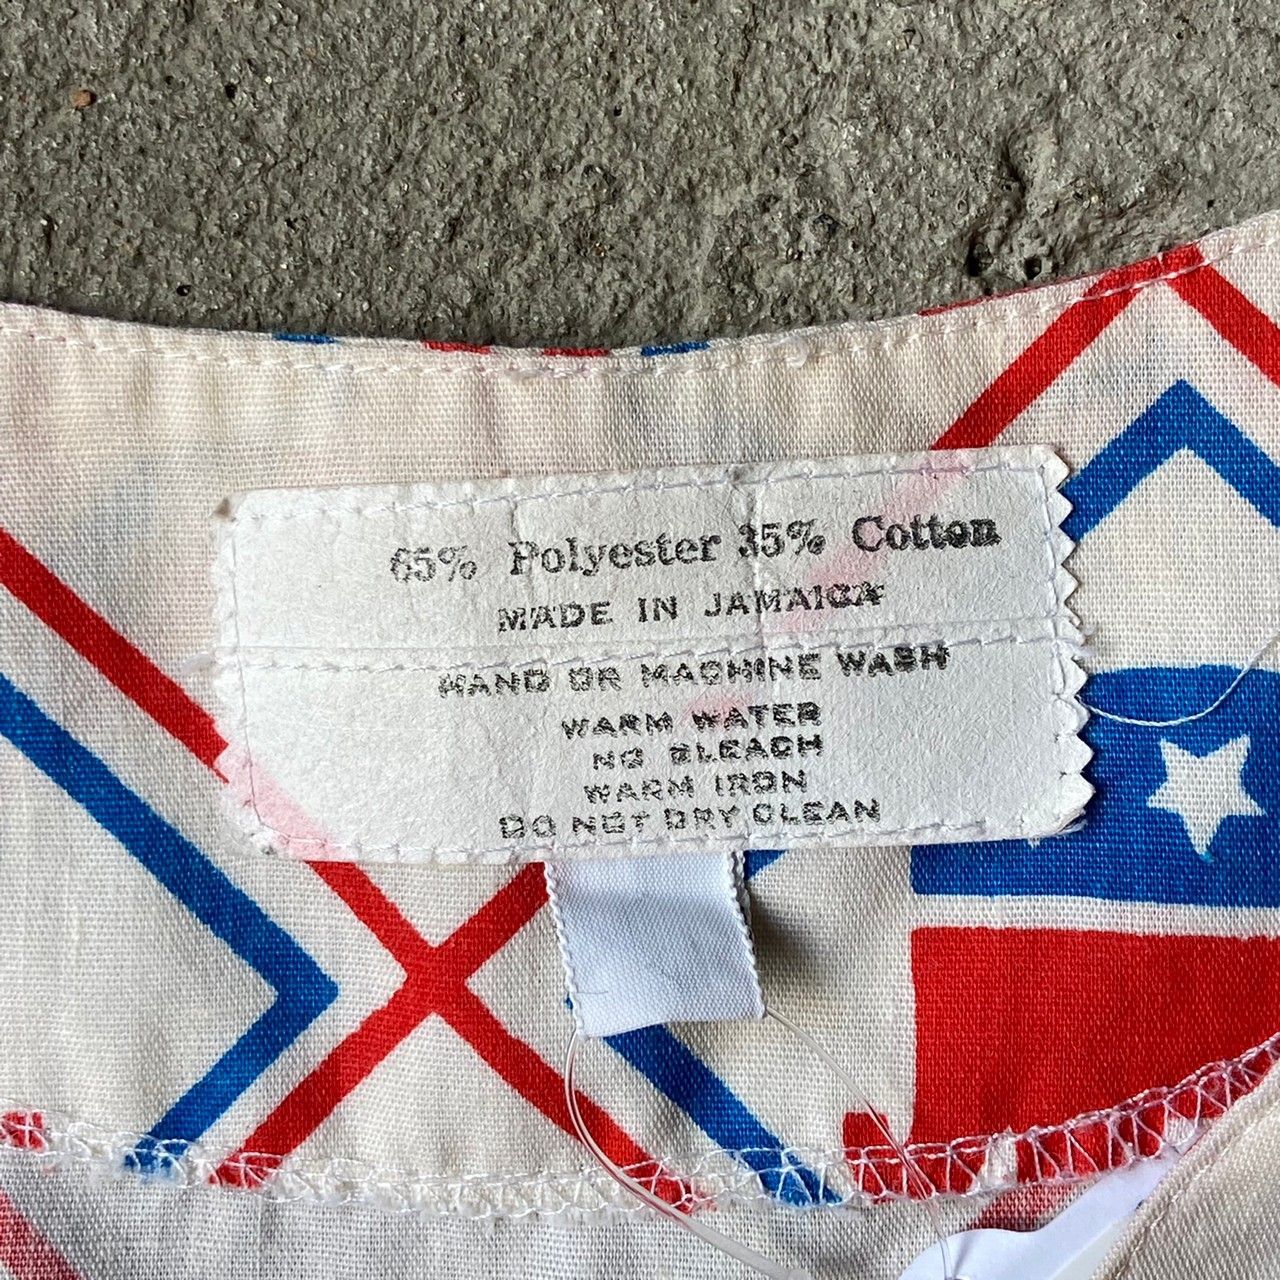 65% Polyester 35% Cotton
MADE IN JAMAICA
HAND OR MACHINE WASH
WARM WATER
NO BLEACH
WARM IRON
DO NOT DRY CLEAN